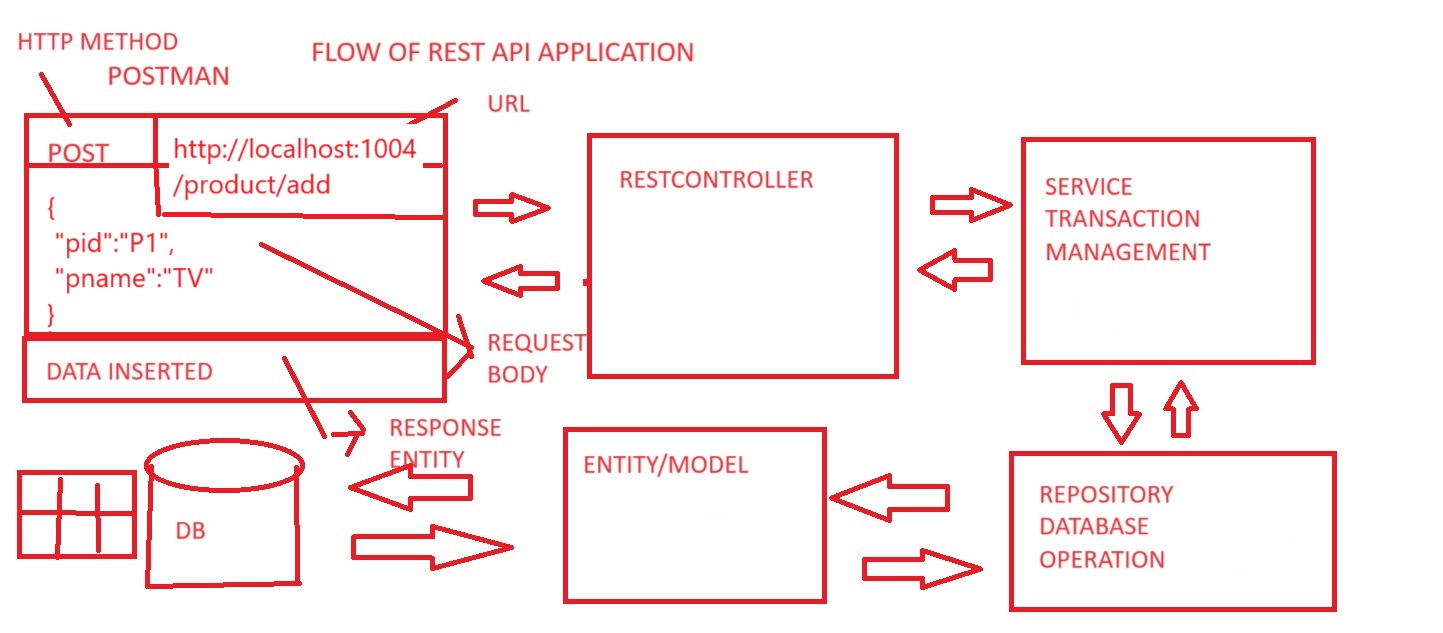 HTTP METHOD
POSTMAN
FLOW OF REST API APPLICATION
URL
POST
http://localhost:1004
/product/add
{
"pid":"P1",
"pname":"TV"
}
DATA INSERTED
REQUEST
BODY
RESPONSE
ENTITY
RESTCONTROLLER
SERVICE
TRANSACTION
MANAGEMENT
DB
ENTITY/MODEL
REPOSITORY
DATABASE
OPERATION